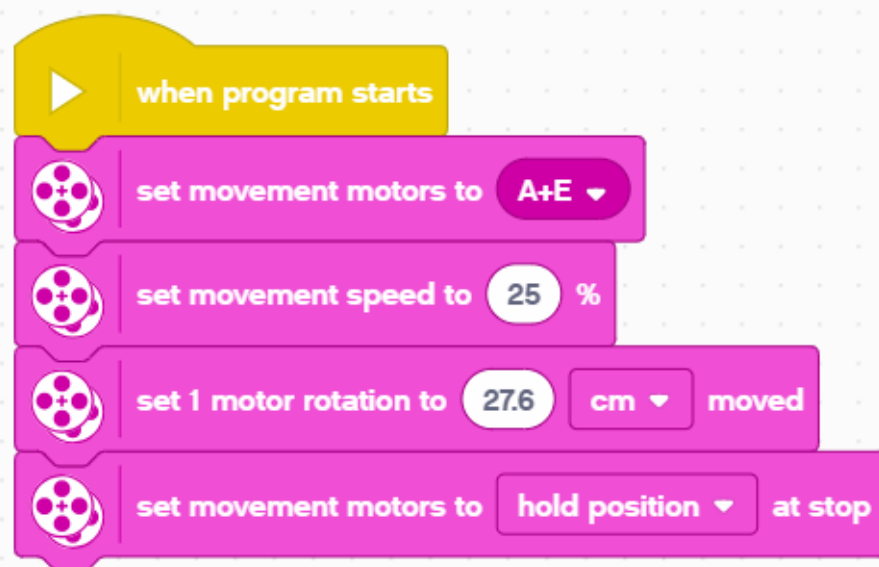 when program starts
set movement motors to A+E
set movement speed to 25 %
set 1 motor rotation to 27.6 cm moved
set movement motors to hold position at stop